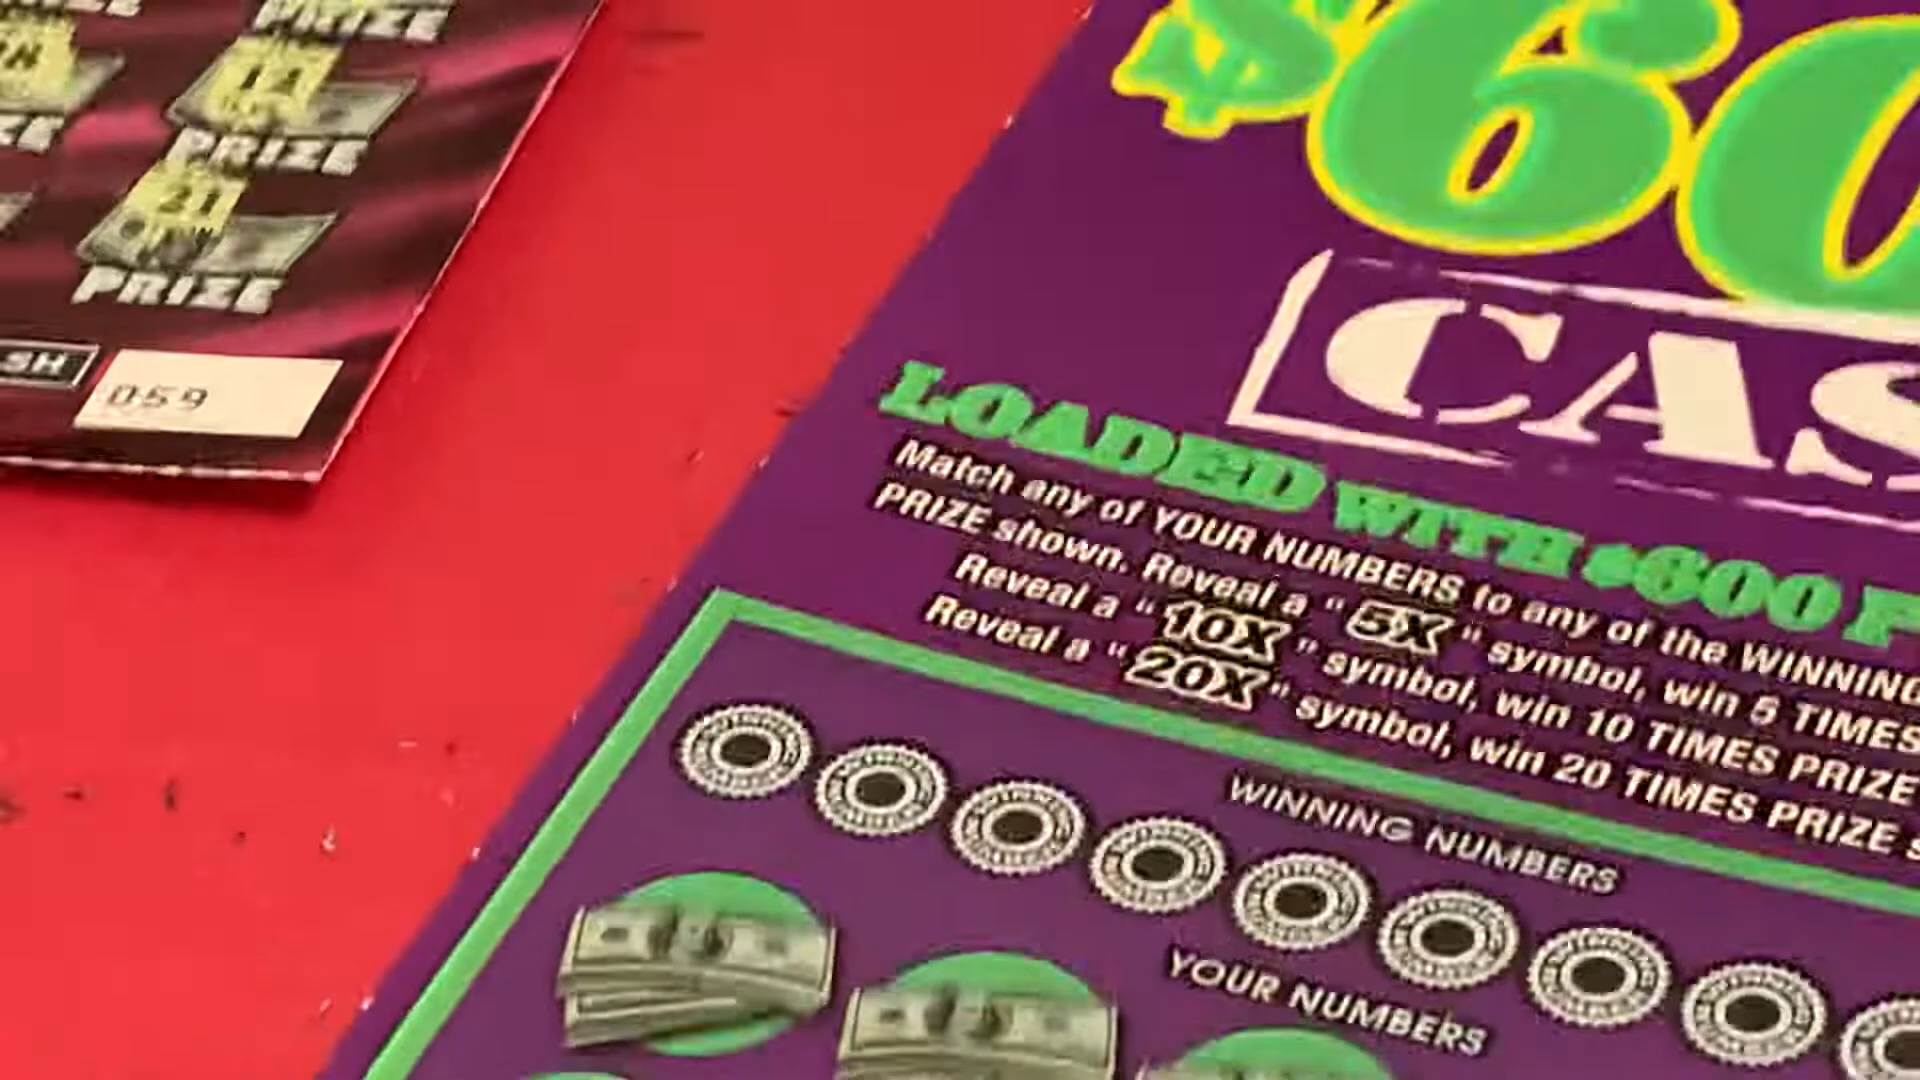 PRIZE
14
PRIZE
21
PRIZE
SH
059
$60
CAS
LOADED WITH $600
Match any of YOUR NUMBERS to any of the WINNING
PRIZE shown. Reveal a "5X" symbol, win 5 TIMES
Reveal a "10X" symbol, win 10 TIMES PRIZE
Reveal a "20X" symbol, win 20 TIMES PRIZE
WINNING NUMBERS
YOUR NUMBERS